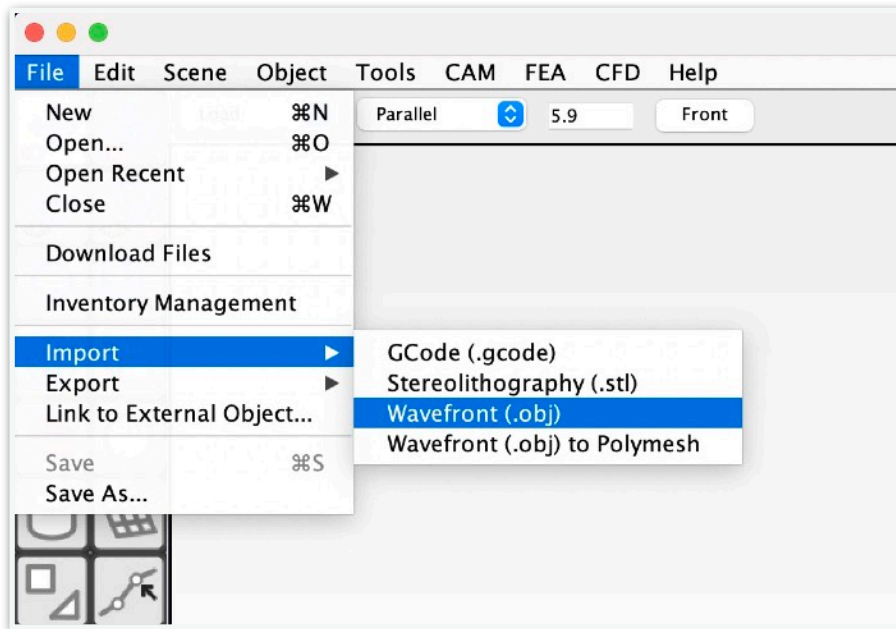 File Edit Scene Object Tools CAM FEA CFD Help
New ⌘N
Load:
Parallel 5.9 Front
Open... ⌘O
Open Recent ▶
Close ⌘W
Download Files
Inventory Management
Import ▶
GCode (.gcode)
Export ▶
Stereolithography (.stl)
Link to External Object...
Wavefront (.obj)
Wavefront (.obj) to Polymesh
Save ⌘S
Save As...